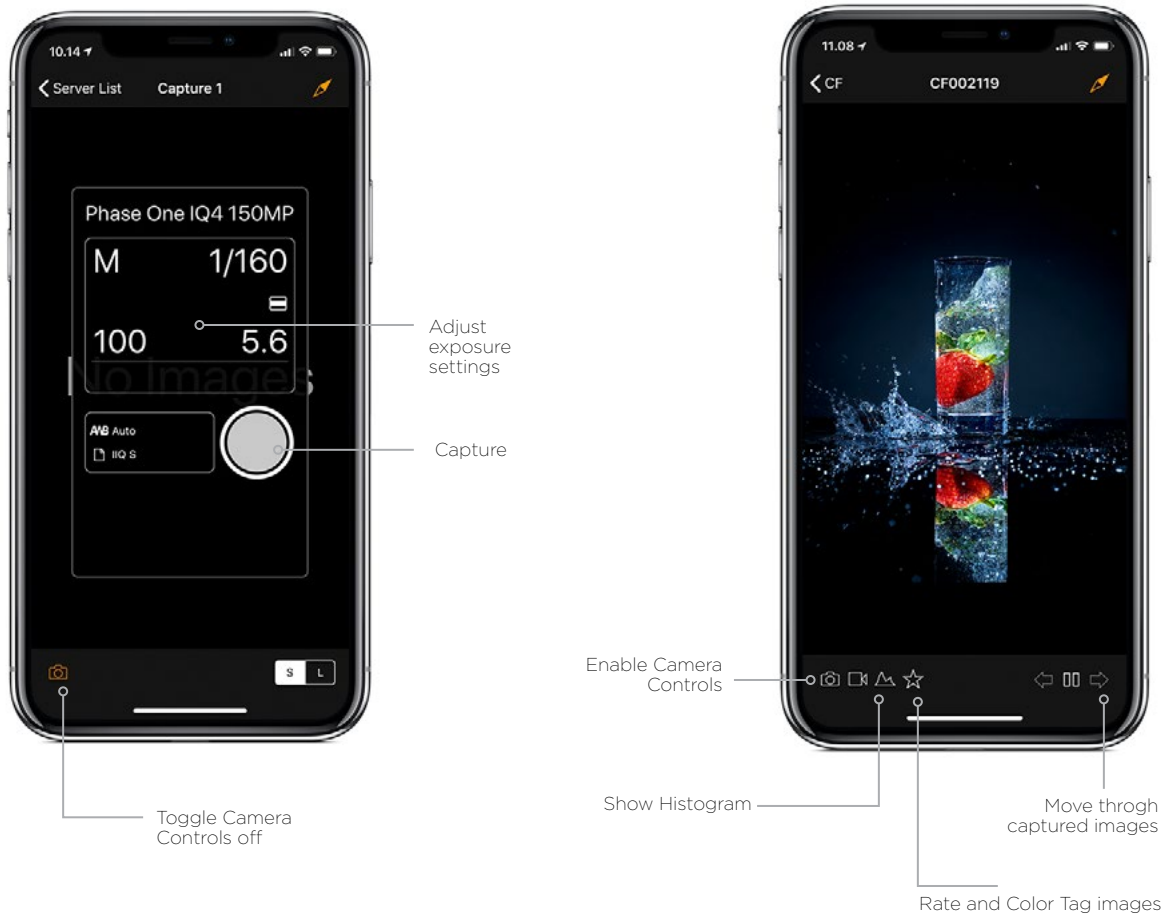 10.14
Server List
Capture 1
Phase One IQ4 150MP
M
1/160
100
5.6
No Images
AWB Auto
IIQ S
S
L
Adjust
exposure
settings
Capture
Toggle Camera
Controls off
11.08
CF
CF002119
Enable Camera
Controls
Show Histogram
Move throgh
captured images
Rate and Color Tag images